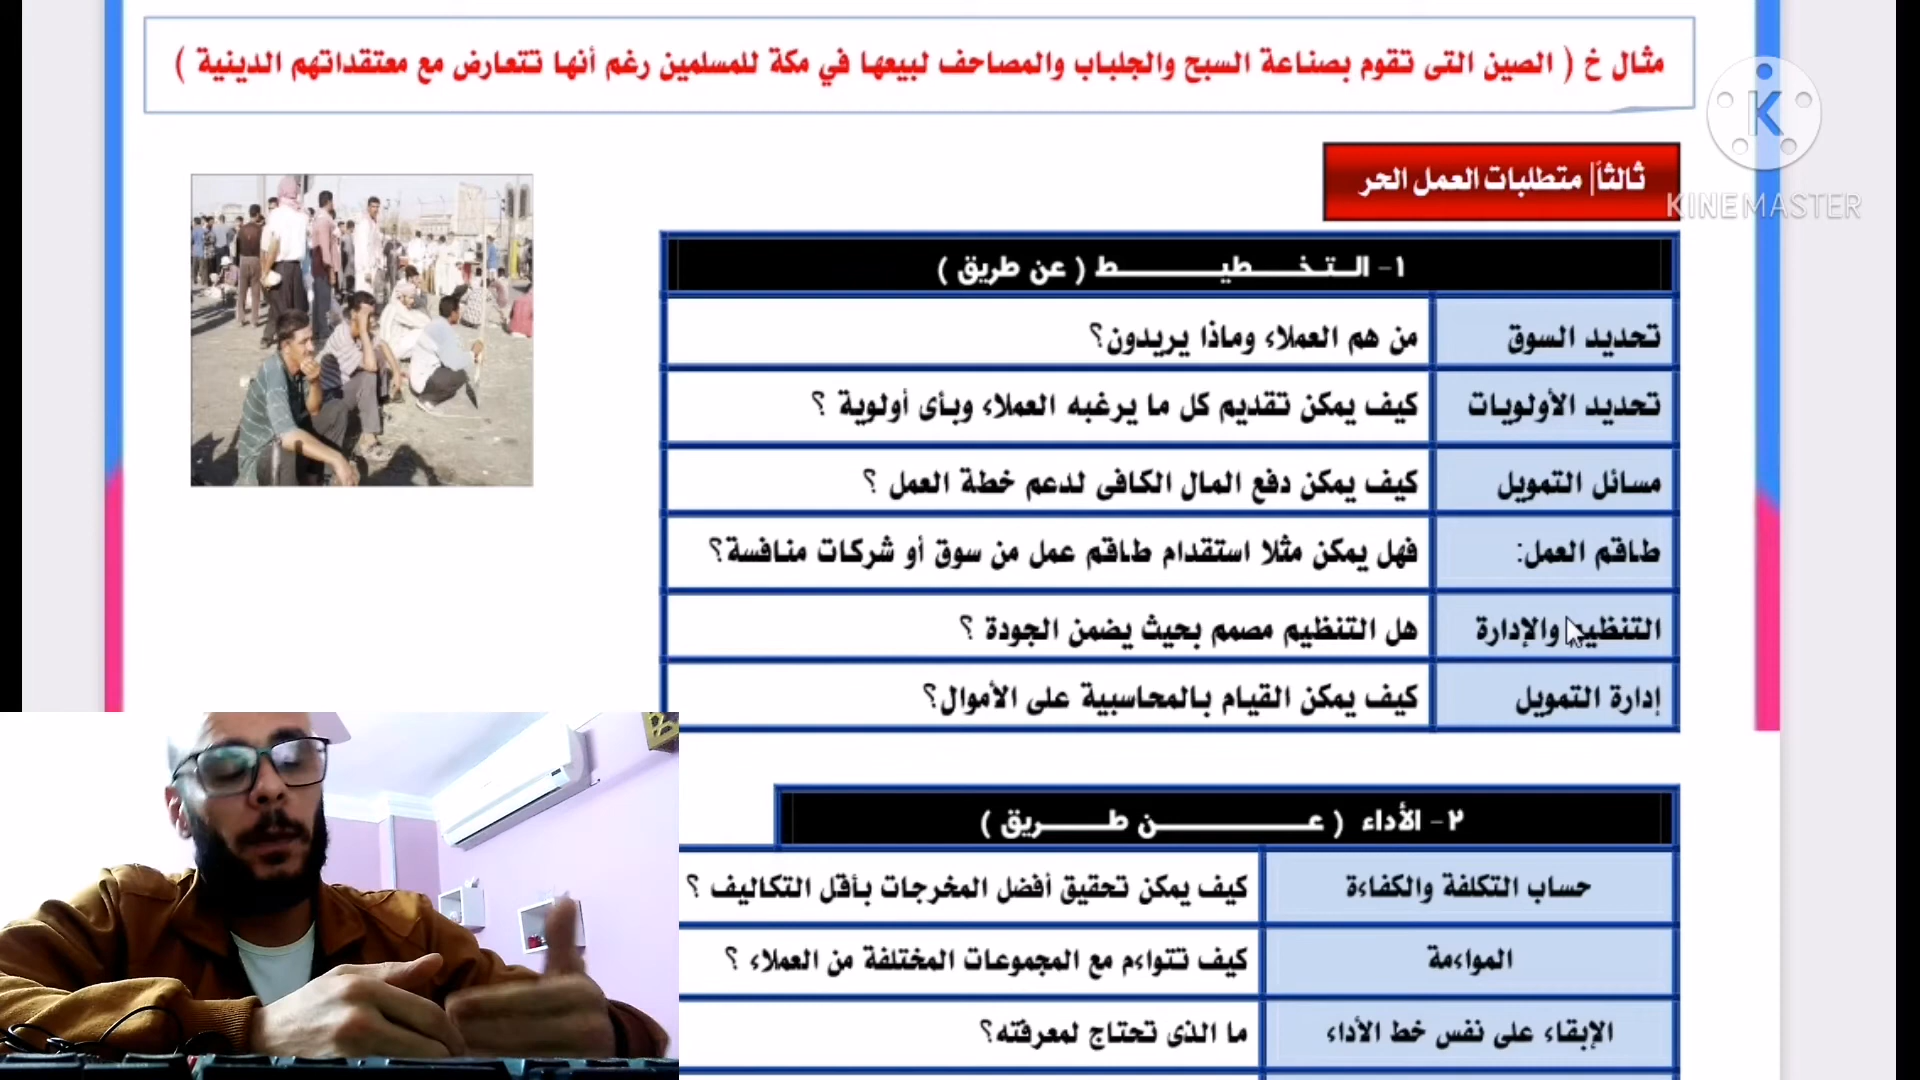 مثال خ ( الصين التى تقوم بصناعة السبح والجلباب والمصاحف لبيعها في مكة للمسلمين رغم أنها تتعارض مع معتقداتهم الدينية )
K
KINEMASTER
ثالثاً| متطلبات العمل الحر
١- الـتـخـــــطيـــــــــــط ( عن طريق )
تحديد السوق من هم العملاء وماذا يريدون؟
تحديد الأولويات كيف يمكن تقديم كل ما يرغبه العملاء وبأى أولوية ؟
مسائل التمويل كيف يمكن دفع المال الكافى لدعم خطة العمل ؟
طاقم العمل: فهل يمكن مثلا استقدام طاقم عمل من سوق أو شركات منافسة؟
التنظيم والإدارة هل التنظيم مصمم بحيث يضمن الجودة ؟
إدارة التمويل كيف يمكن القيام بالمحاسبية على الأموال؟
٢- الأداء ( عـــــــــــن طـــــريق )
حساب التكلفة والكفاءة كيف يمكن تحقيق أفضل المخرجات بأقل التكاليف ؟
المواءمة كيف تتواءم مع المجموعات المختلفة من العملاء ؟
الإبقاء على نفس خط الأداء ما الذى تحتاج لمعرفته؟